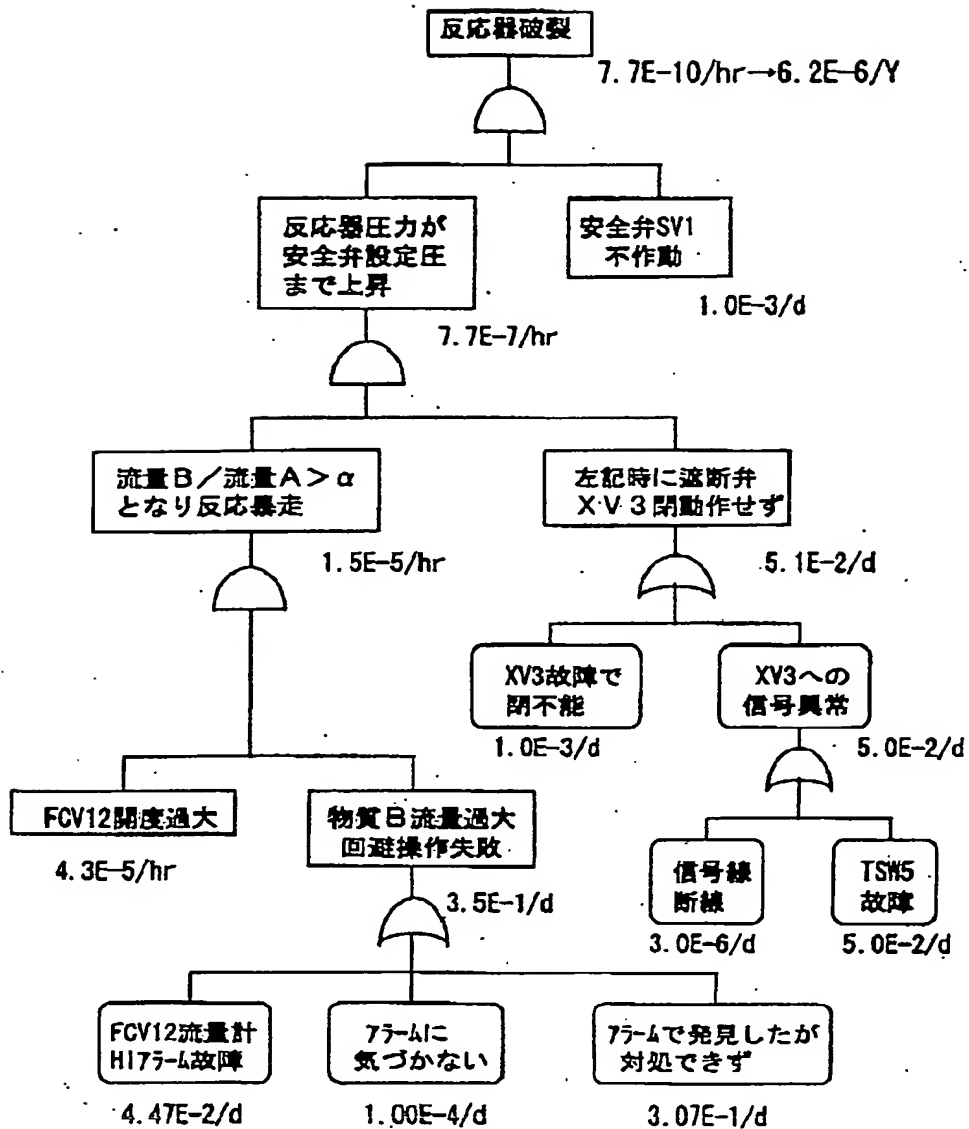 反応器破裂
7.7E-10/hr→6.2E-6/Y
反応器圧力が
安全弁設定圧
まで上昇
7.7E-7/hr
安全弁SV1
不作動
1.0E-3/d
流量B/流量A>α
となり反応暴走
1.5E-5/hr
左記時に遮断弁
XV3閉動作せず
5.1E-2/d
XV3故障で
閉不能
1.0E-3/d
XV3への
信号異常
5.0E-2/d
FCV12開度過大
4.3E-5/hr
物質B流量過大
回避操作失敗
3.5E-1/d
信号線
断線
3.0E-6/d
TSW5
故障
5.0E-2/d
FCV12流量計
HIアラーム故障
4.47E-2/d
アラームに
気づかない
1.00E-4/d
アラームで発見したが
対処できず
3.07E-1/d